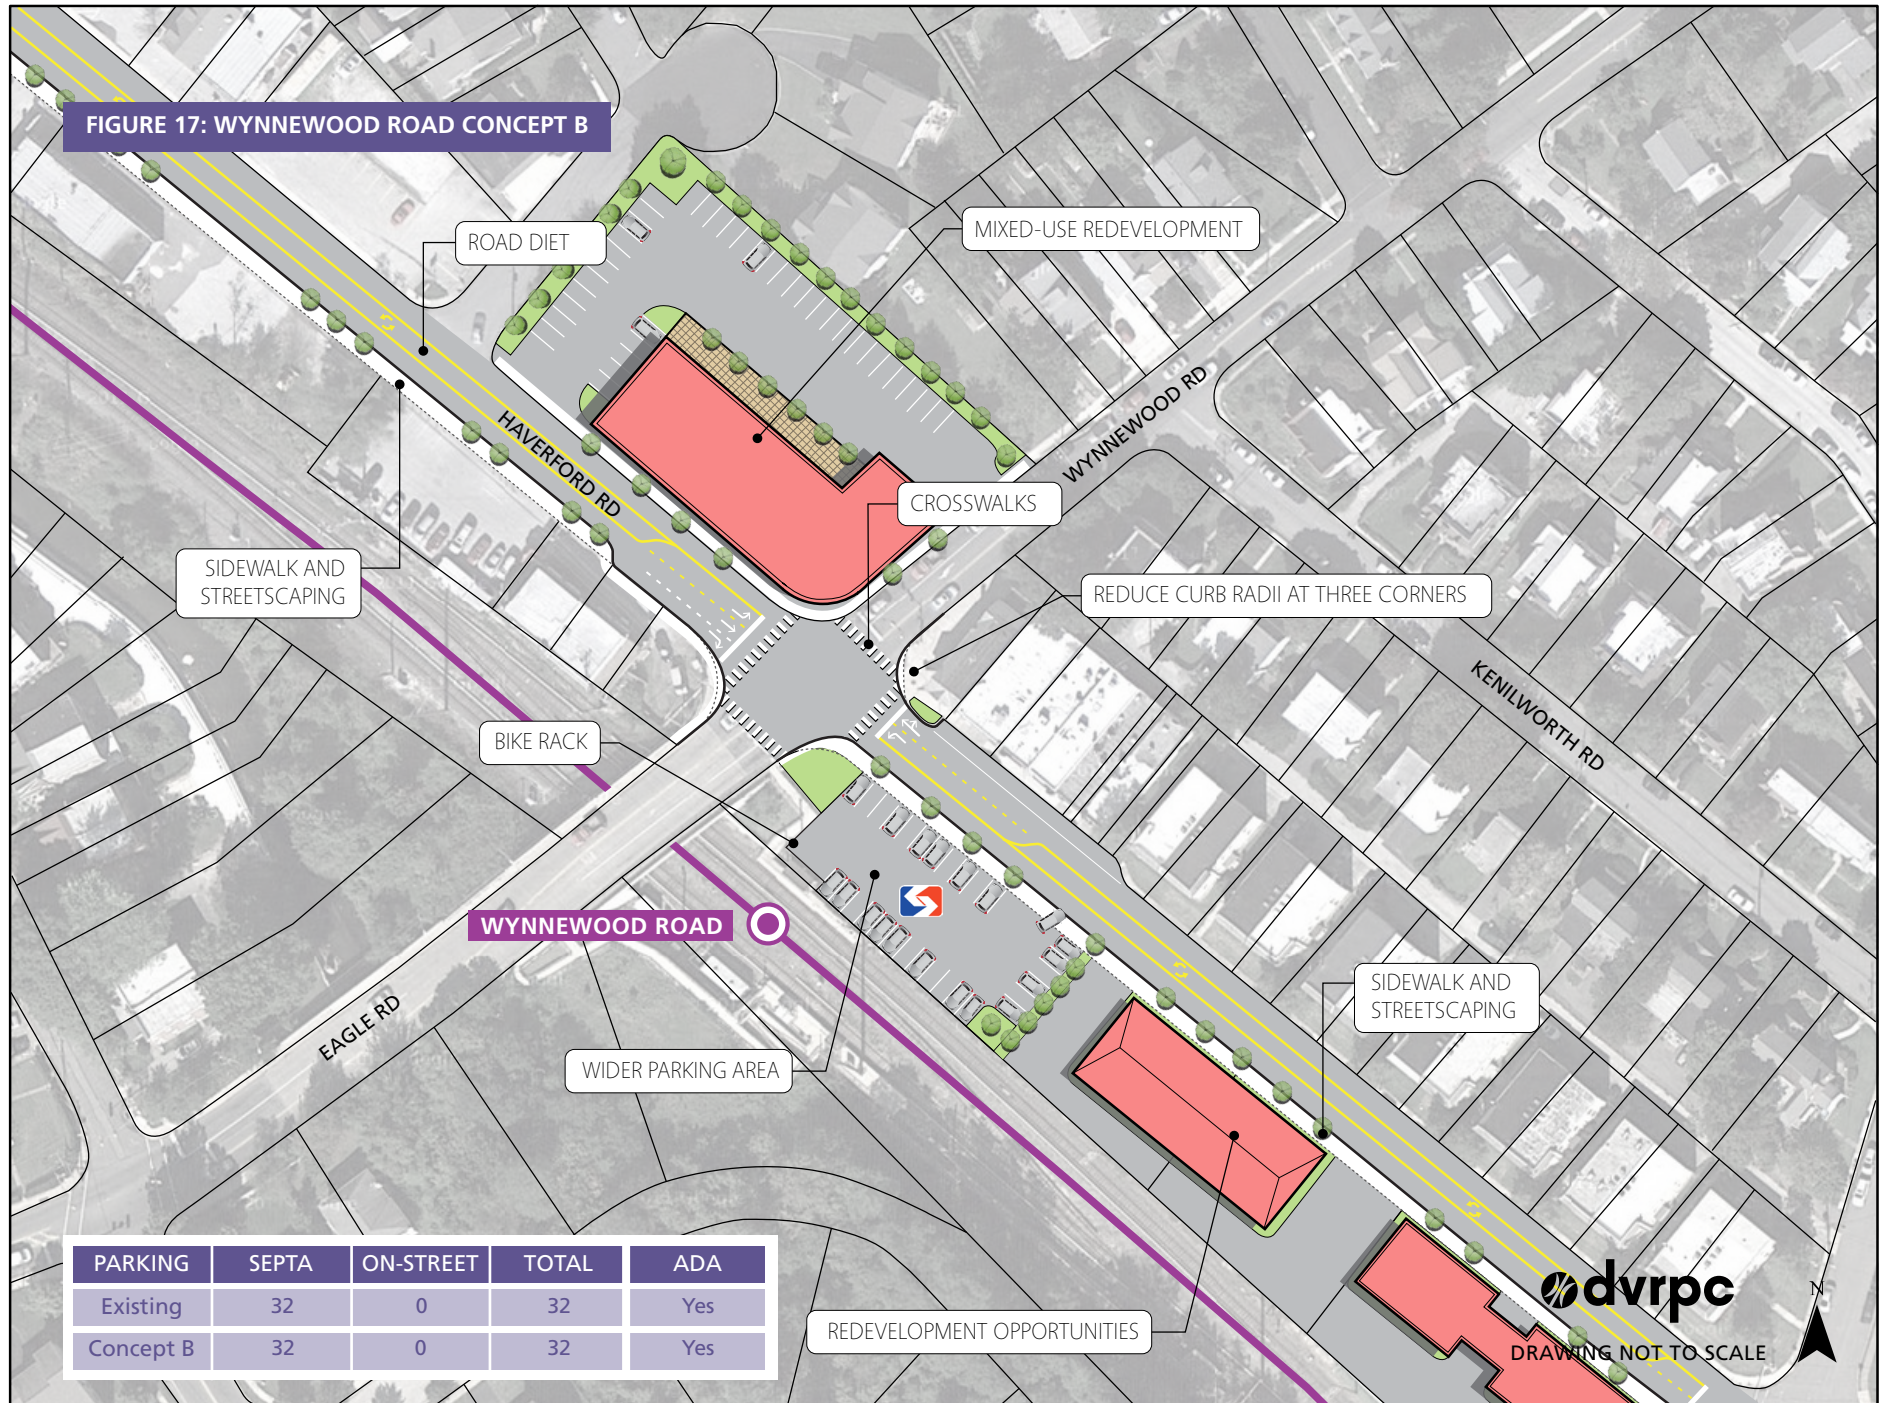 FIGURE 17: WYNNEWOOD ROAD CONCEPT B
MIXED-USE REDEVELOPMENT
ROAD DIET
WYNNEWOOD RD
HAVERFORD RD
CROSSWALKS
SIDEWALK AND
STREETSCAPING
REDUCE CURB RADII AT THREE CORNERS
KENILWORTH RD
BIKE RACK
WYNNEWOOD ROAD
SIDEWALK AND
STREETSCAPING
EAGLE RD
WIDER PARKING AREA
PARKING SEPTA ON-STREET TOTAL ADA
Existing 32 0 32 Yes
Concept B 32 0 32 Yes
REDEVELOPMENT OPPORTUNITIES
dvrpc
N
DRAWING NOT TO SCALE